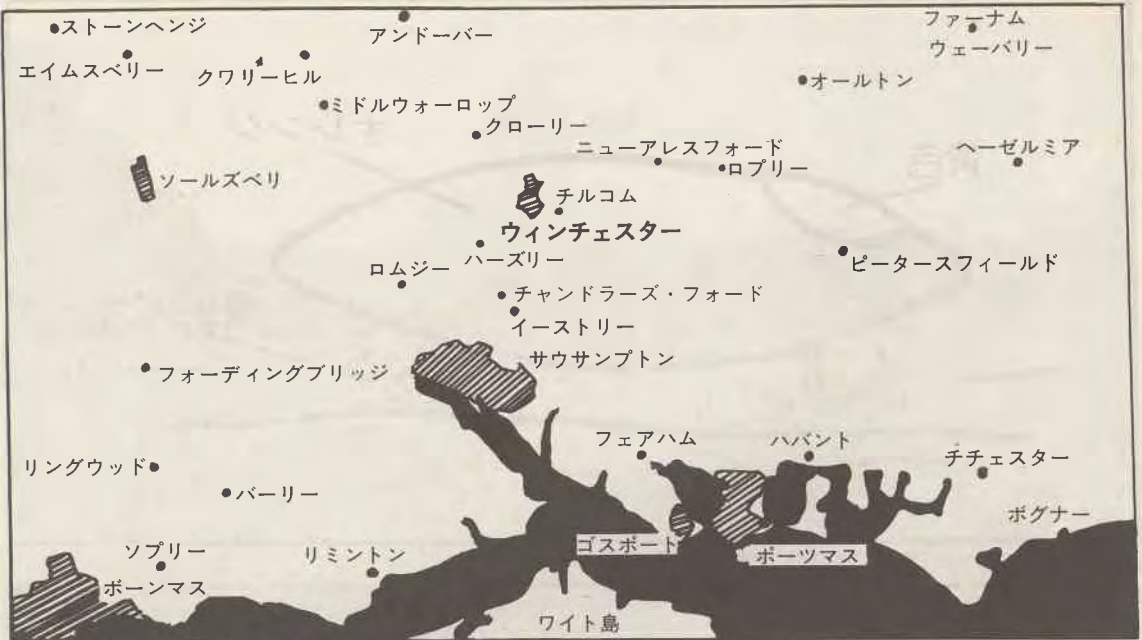 ストーンヘンジ
アンドーバー
ファーナム
ウェーバリー
エイムスベリー
クワリーヒル
オールトン
ミドルウォーロップ
クローリー
ニューアレスフォード
ロプリー
ヘーゼルミア
ソールズベリ
チルコム
ウィンチェスター
ハーズリー
ピータースフィールド
ロムジー
チャンドラーズ・フォード
イーストリー
サウサンプトン
フォーディングブリッジ
フェアハム
ハバント
チチェスター
リングウッド
バーリー
ボグナー
ソプリー
リミントン
ゴスポート
ポーツマス
ボーンマス
ワイト島